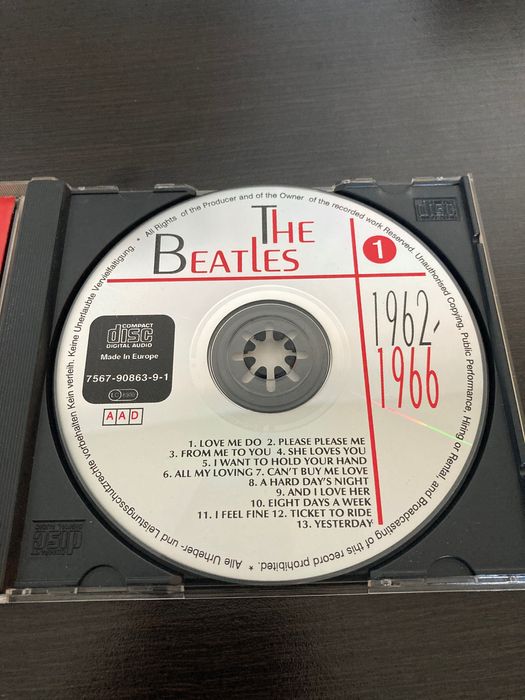 THE
BEATLES
1
1962-
1966
COMPACT
disc
DIGITAL AUDIO
Made In Europe
7567-90863-9-1
AAD
1. LOVE ME DO 2. PLEASE PLEASE ME
3. FROM ME TO YOU 4. SHE LOVES YOU
5. I WANT TO HOLD YOUR HAND
6. ALL MY LOVING 7. CAN'T BUY ME LOVE
8. A HARD DAY'S NIGHT
9. AND I LOVE HER
10. EIGHT DAYS A WEEK
11. I FEEL FINE 12. TICKET TO RIDE
13. YESTERDAY
* All Rights of the Producer and of the Owner of the recorded work Reserved. Unauthorised Copying, Public Performance, Hiring or Rental, and Broadcasting of this record prohibited.
* Alle Urheber- und Leistungsschutzrechte vorbehalten Kein verleih. Keine Unerlaubte Vervielfaltigung.